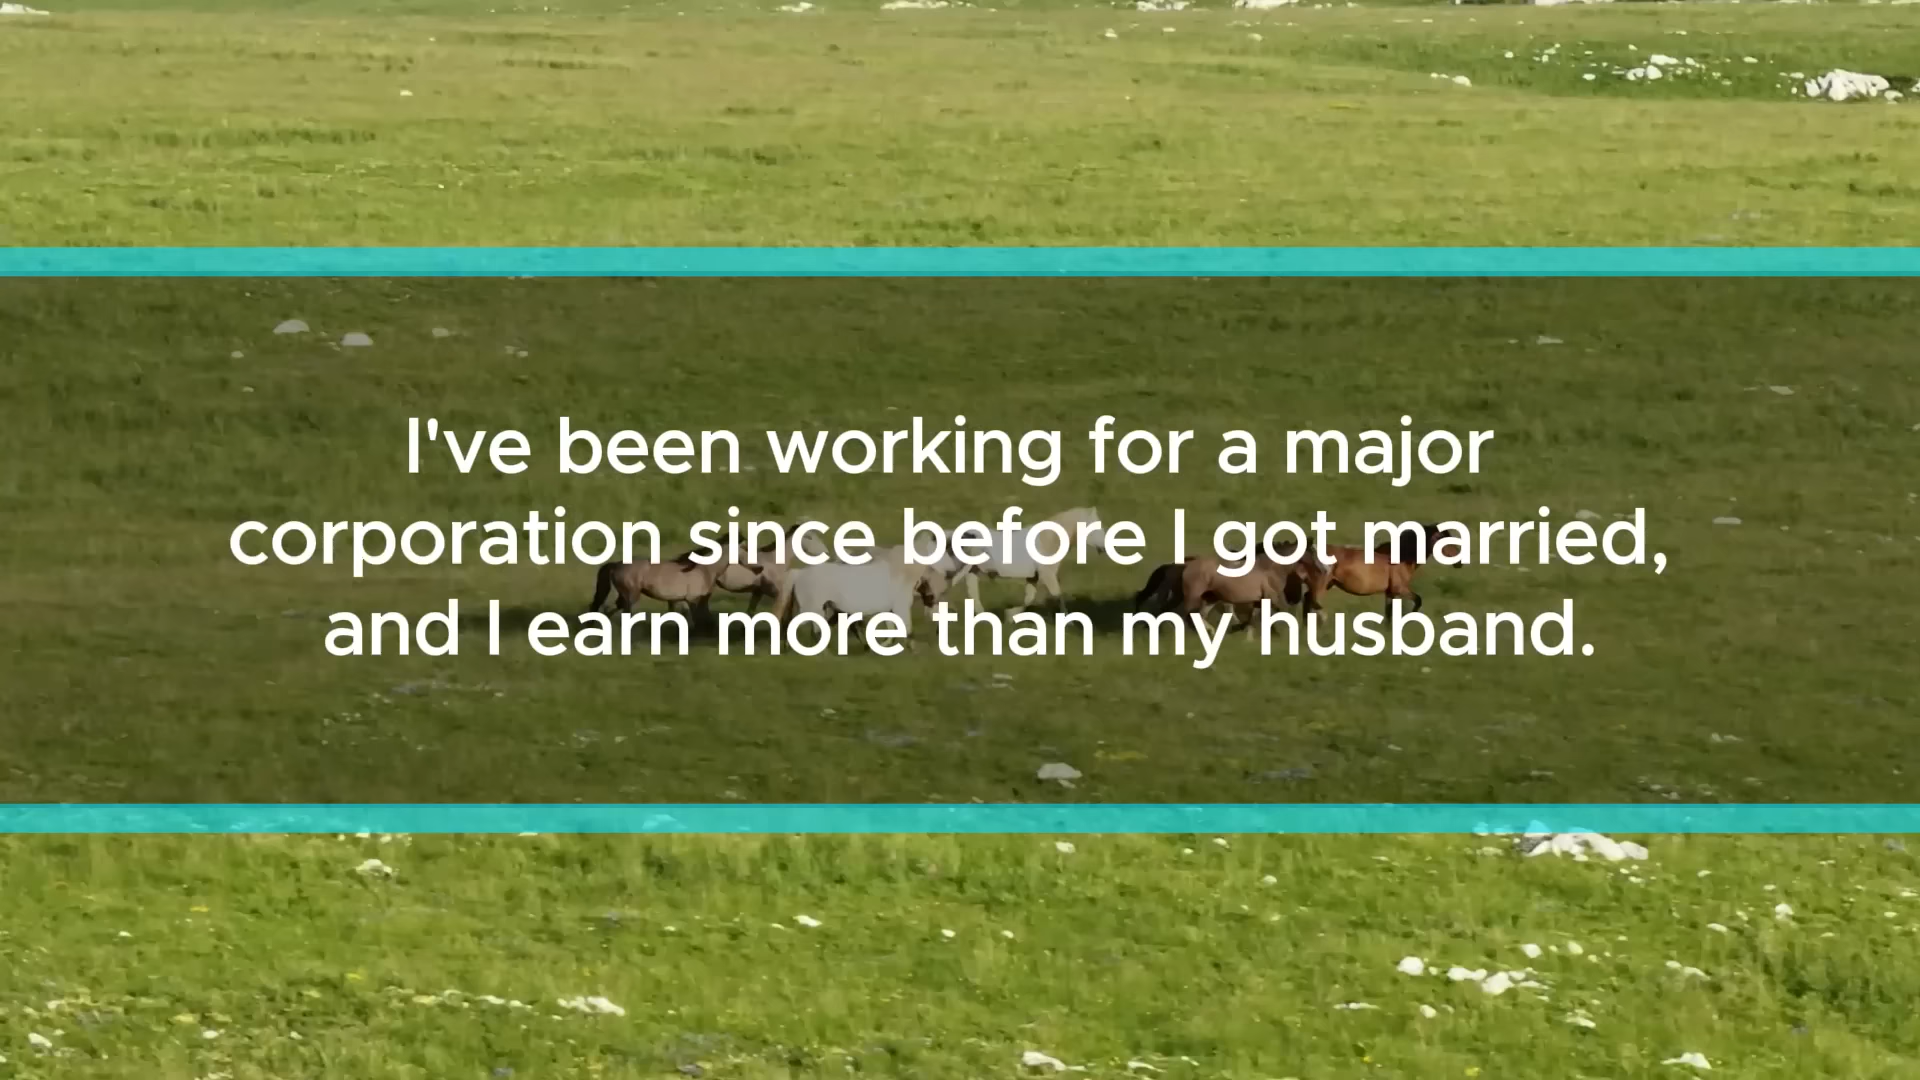 I've been working for a major
corporation since before I got married,
and I earn more than my husband.